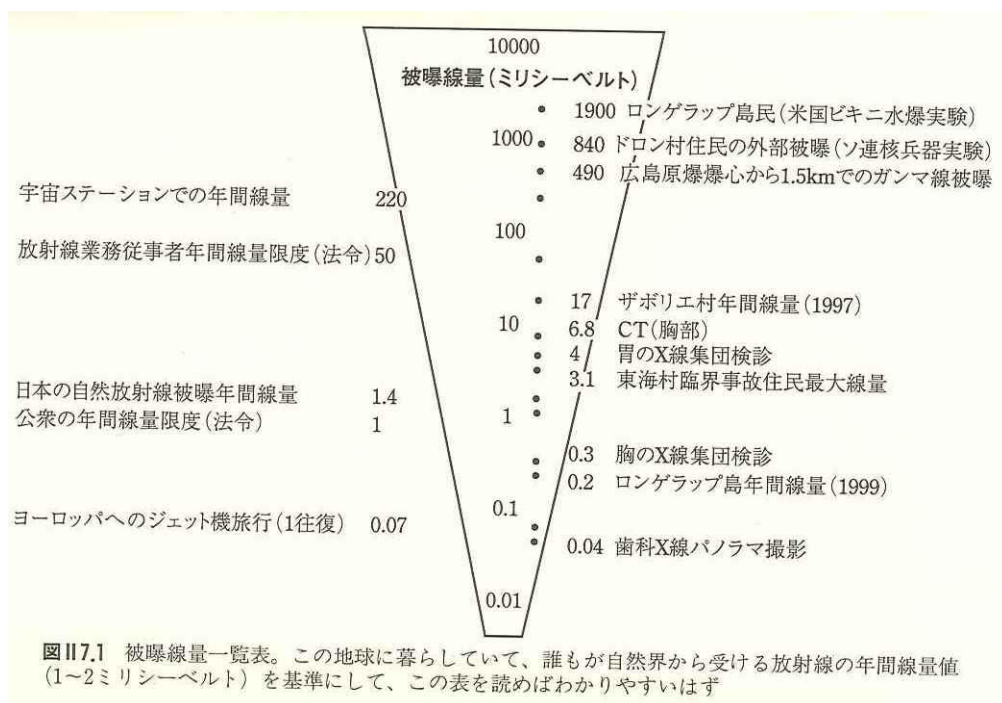 10000
被曝線量(ミリシーベルト)
1900 ロンゲラップ島民(米国ビキニ水爆実験)
1000
840 ドロン村住民の外部被曝(ソ連核兵器実験)
490 広島原爆爆心から1.5kmでのガンマ線被曝
宇宙ステーションでの年間線量 220
100
放射線業務従事者年間線量限度(法令)50
17 ザボリエ村年間線量(1997)
10
6.8 CT(胸部)
4 胃のX線集団検診
3.1 東海村臨界事故住民最大線量
日本の自然放射線被曝年間線量 1.4
公衆の年間線量限度(法令) 1
1
0.3 胸のX線集団検診
0.2 ロンゲラップ島年間線量(1999)
0.1
ヨーロッパへのジェット機旅行(1往復) 0.07
0.04 歯科X線パノラマ撮影
0.01
図II7.1 被曝線量一覧表。この地球に暮らしていて、誰もが自然界から受ける放射線の年間線量値
(1~2ミリシーベルト)を基準にして、この表を読めばわかりやすいはず